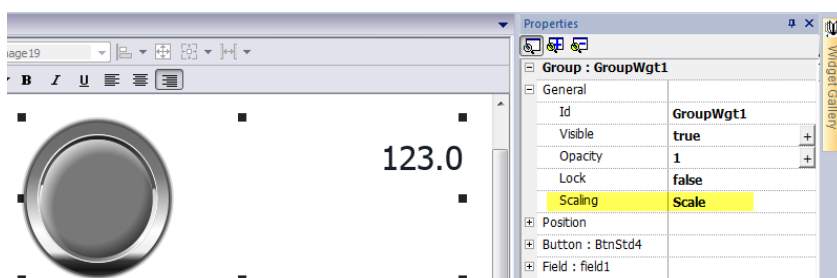 Properties
age19
B I U
Group : GroupWgt1
General
Id GroupWgt1
Visible true +
Opacity 1 +
Lock false
Scaling Scale
Position
Button : BtnStd4
Field : field1
123.0
Widget Gallery